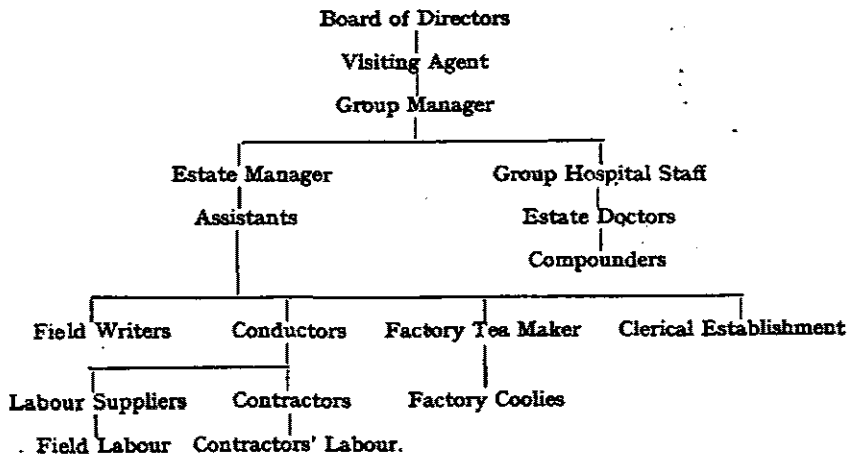 Board of Directors
Visiting Agent
Group Manager
Estate Manager Group Hospital Staff
Assistants Estate Doctors
Compounders
Field Writers Conductors Factory Tea Maker Clerical Establishment
Labour Suppliers Contractors Factory Coolies
Field Labour Contractors' Labour.